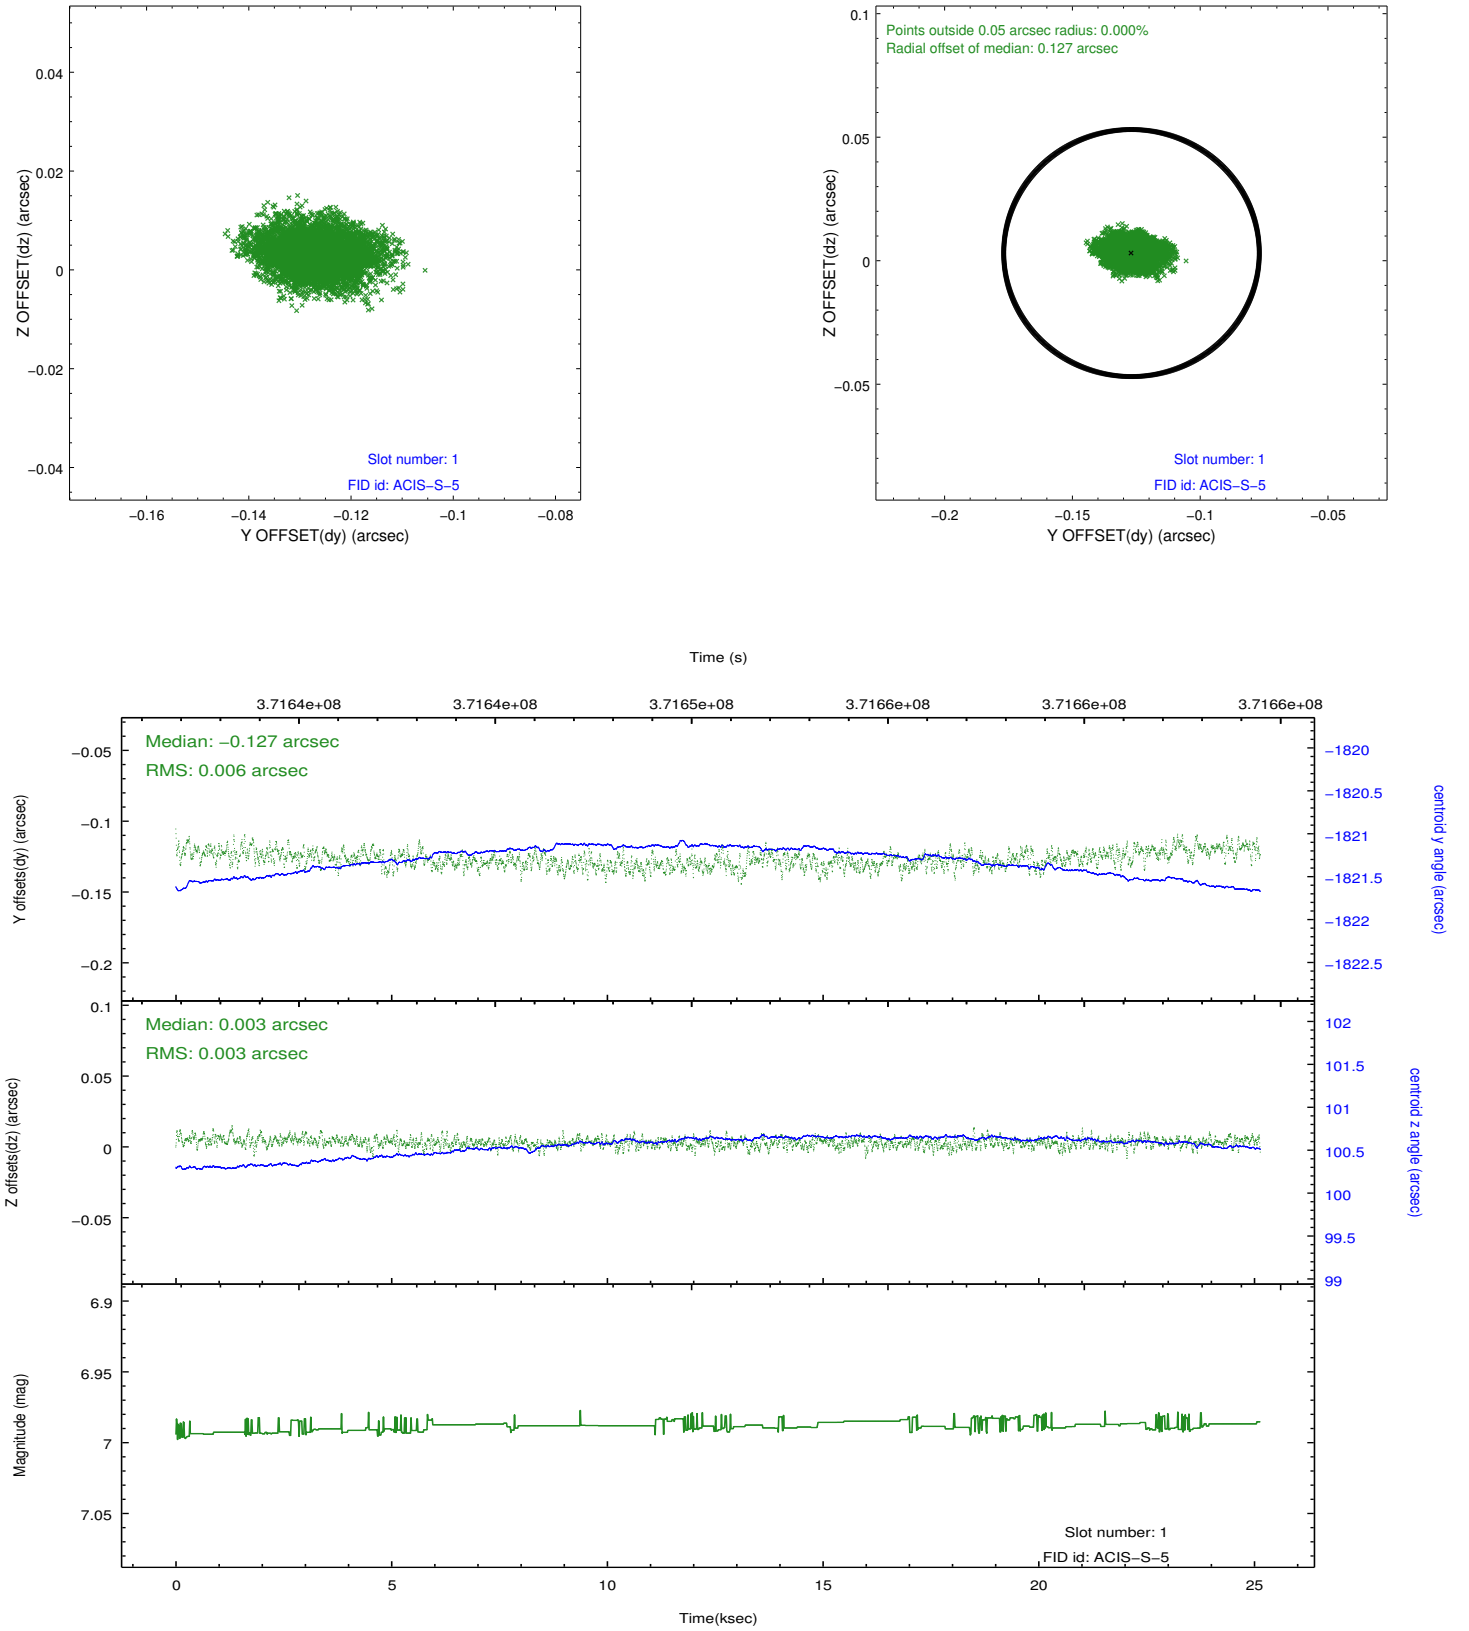 0.04
0.02
0
−0.02
−0.04
Z OFFSET(dz) (arcsec)
Slot number: 1
FID id: ACIS−S−5
−0.16
−0.14
−0.12
−0.1
−0.08
Y OFFSET(dy) (arcsec)
Points outside 0.05 arcsec radius: 0.000%
Radial offset of median: 0.127 arcsec
0.1
0.05
0
−0.05
Z OFFSET(dz) (arcsec)
Slot number: 1
FID id: ACIS−S−5
−0.2
−0.15
−0.1
−0.05
Y OFFSET(dy) (arcsec)
Time (s)
3.7164e+08
3.7164e+08
3.7165e+08
3.7166e+08
3.7166e+08
3.7166e+08
Median: −0.127 arcsec
RMS: 0.006 arcsec
−0.05
−0.1
−0.15
−0.2
Y offsets(dy) (arcsec)
−1820
−1820.5
−1821
−1821.5
−1822
−1822.5
centroid y angle (arcsec)
Median: 0.003 arcsec
RMS: 0.003 arcsec
0.1
0.05
0
−0.05
Z offsets(dz) (arcsec)
102
101.5
101
100.5
100
99.5
99
centroid z angle (arcsec)
6.9
6.95
7
7.05
Magnitude (mag)
Slot number: 1
FID id: ACIS−S−5
0
5
10
15
20
25
Time(ksec)